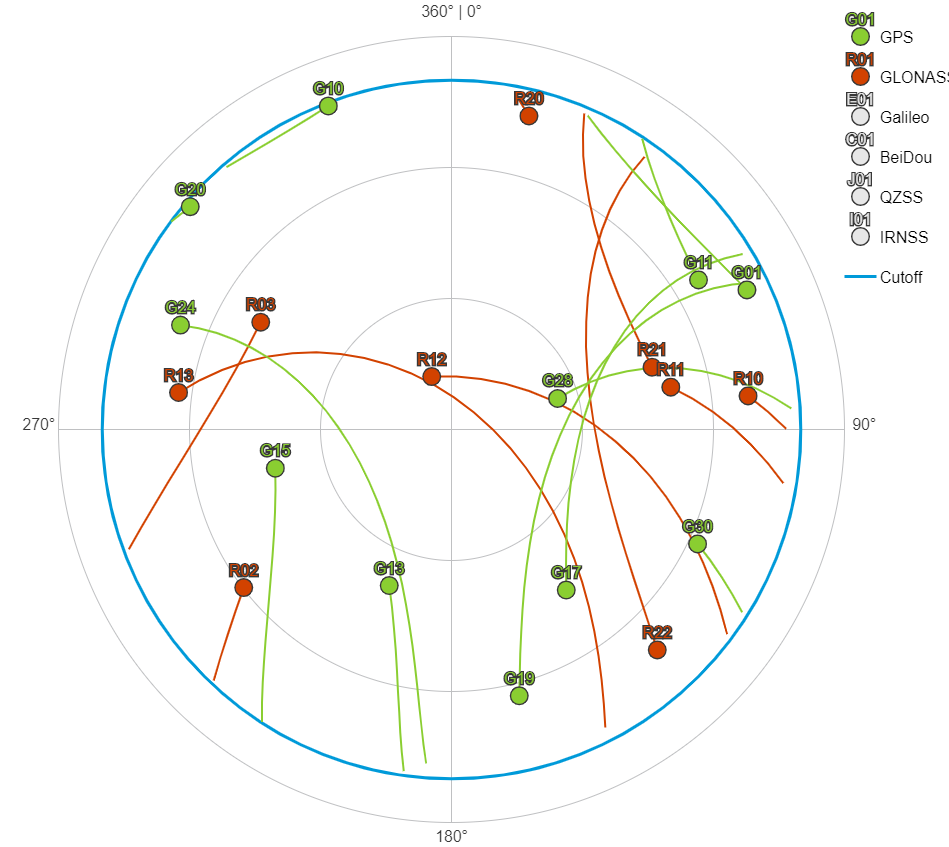 360° | 0°
G01
GPS
R01
GLONASS
E01
Galileo
C01
BeiDou
J01
QZSS
I01
IRNSS
Cutoff
G10
R20
G20
G11
G01
G24
R03
R12
R21
R13
R11
G28
R10
270°
90°
G15
G30
R02
G13
G17
R22
G19
180°